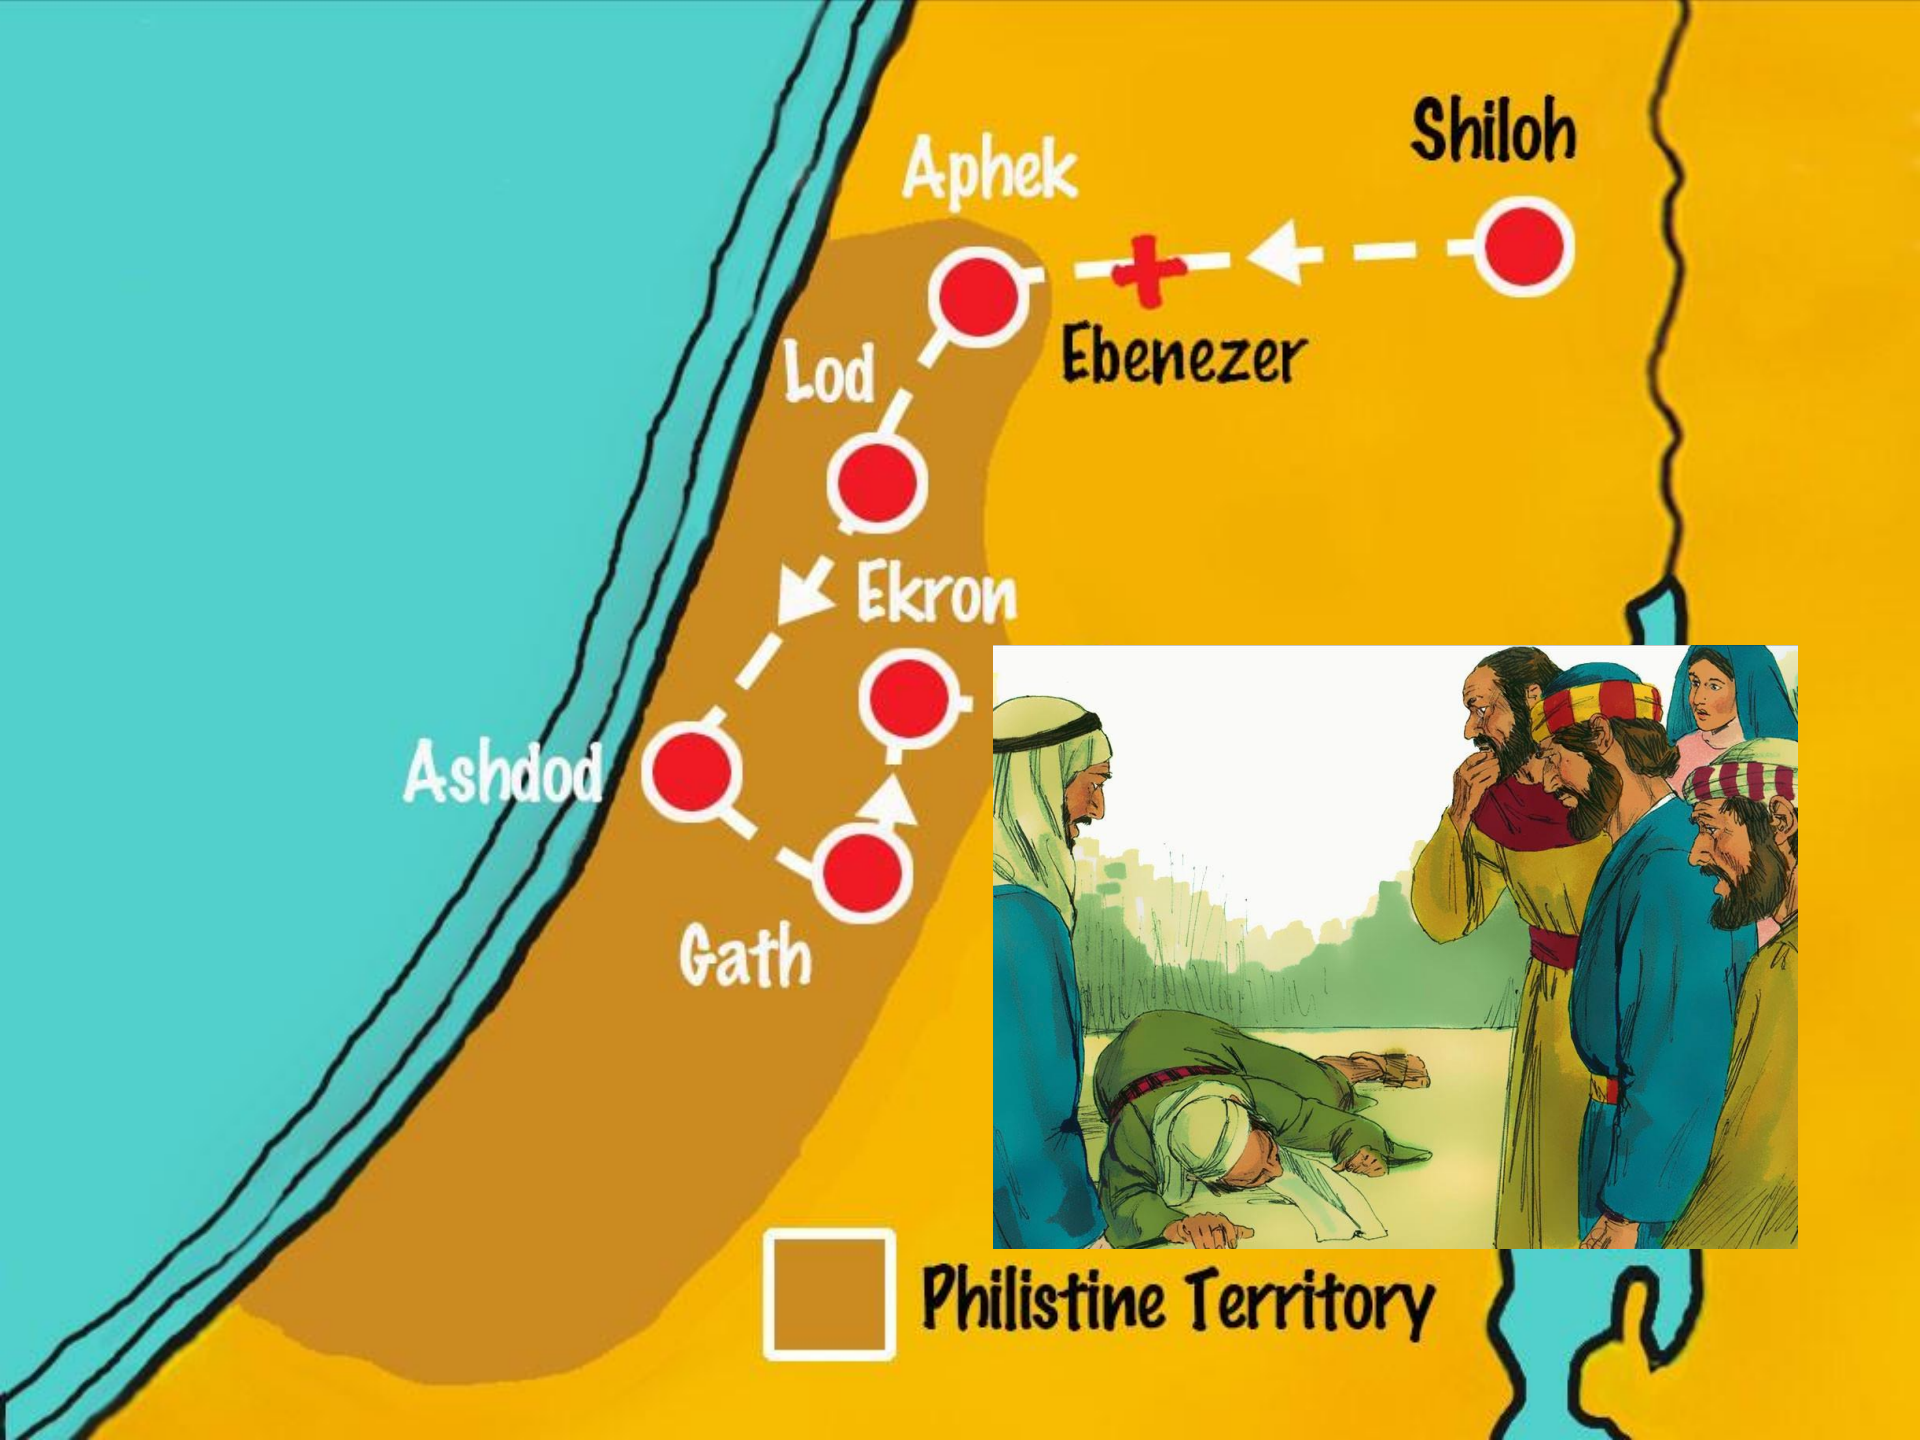 Shiloh
Aphek
Ebenezer
Lod
Ekron
Ashdod
Gath
Philistine Territory